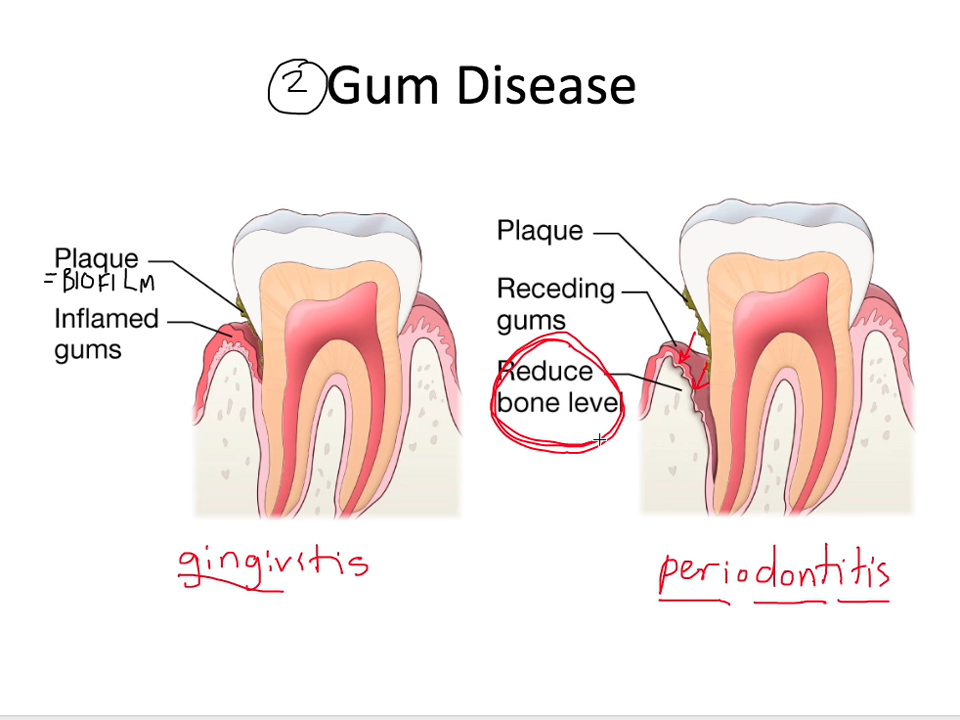 2 Gum Disease
Plaque
= BIOFILM
Inflamed
gums
gingivitis
Plaque
Receding
gums
Reduce
bone level
periodontitis